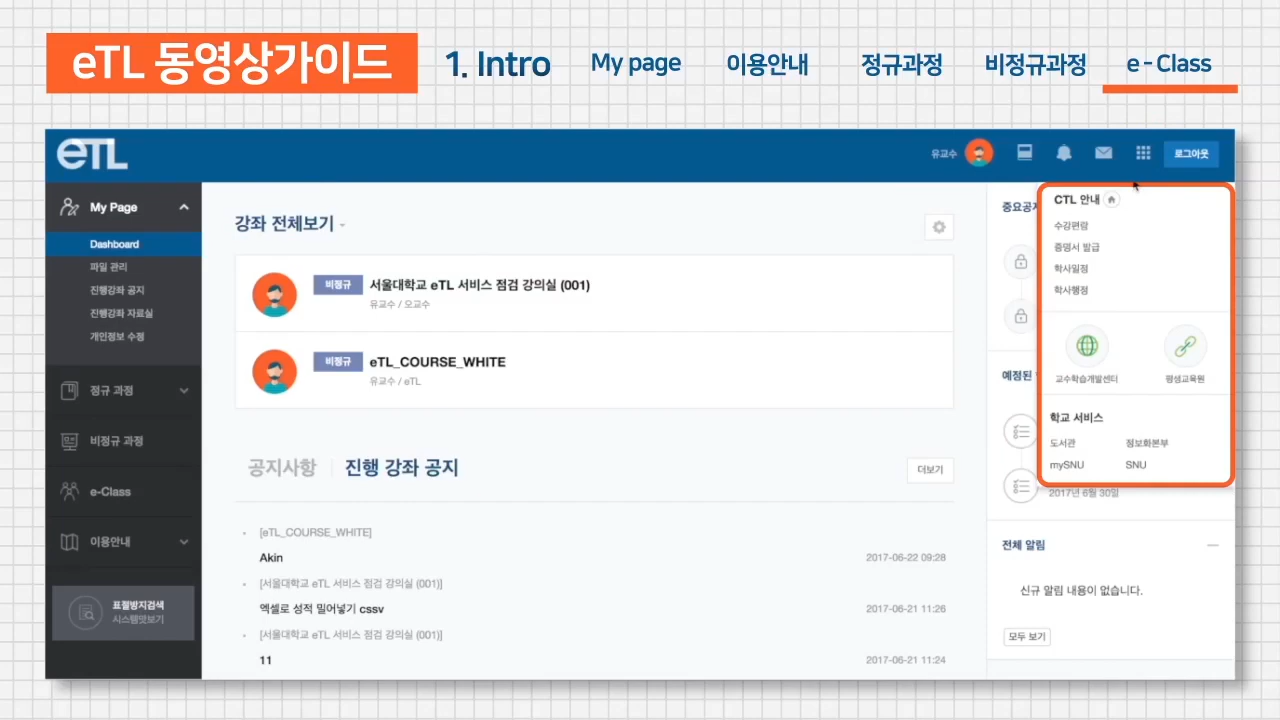 eTL 동영상가이드
1. Intro
My page
이용안내
정규과정
비정규과정
e - Class
eTL
유교수
로그아웃
My Page
Dashboard
파일 관리
진행강좌 공지
진행강좌 자료실
개인정보 수정
정규 과정
비정규 과정
e-Class
이용안내
표절방지검색
시스템맛보기
강좌 전체보기
비정규 서울대학교 eTL 서비스 점검 강의실 (001)
유교수 / 오교수
비정규 eTL_COURSE_WHITE
유교수 / eTL
공지사항 진행 강좌 공지
더보기
[eTL_COURSE_WHITE]
Akin 2017-06-22 09:28
[서울대학교 eTL 서비스 점검 강의실 (001)]
엑셀로 성적 밀어넣기 cssv 2017-06-21 11:26
[서울대학교 eTL 서비스 점검 강의실 (001)]
11 2017-06-21 11:24
중요공지
예정된
CTL 안내
수강편람
증명서 발급
학사일정
학사행정
교수학습개발센터
평생교육원
학교 서비스
도서관 정보화본부
mySNU SNU
2017년 6월 30일
전체 알림
신규 알림 내용이 없습니다.
모두 보기